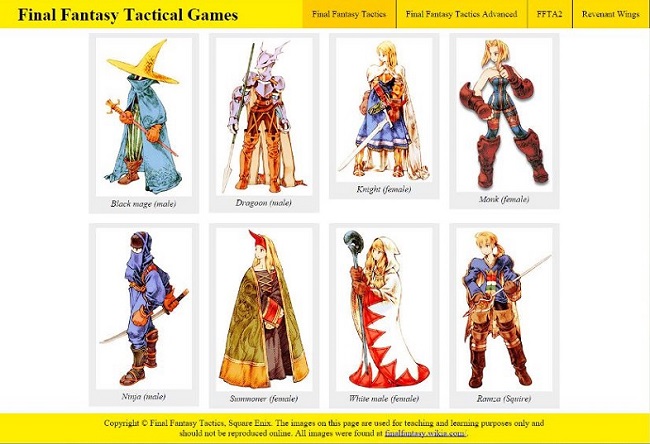 Final Fantasy Tactical Games
Final Fantasy Tactics
Final Fantasy Tactics Advanced
FFTA2
Revenant Wings
Black mage (male)
Dragoon (male)
Knight (female)
Monk (female)
Ninja (male)
Summoner (female)
White male (female)
Ramza (Squire)
Copyright © Final Fantasy Tactics, Square Enix. The images on this page are used for teaching and learning purposes only and
should not be reproduced online. All images were found at finalfantasy.wikia.com/.